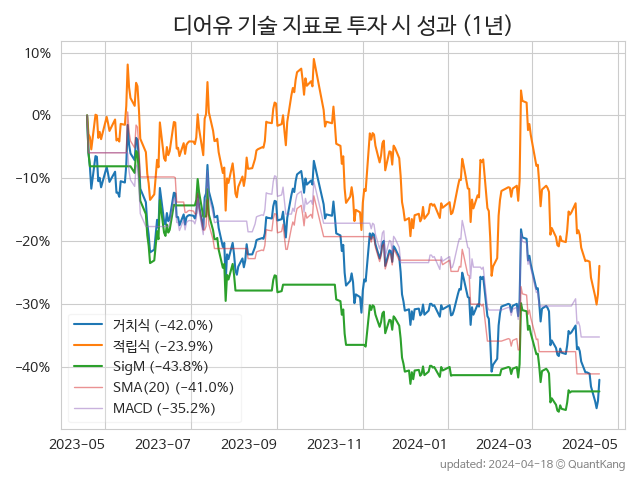 디어유 기술 지표로 투자 시 성과 (1년)
10%
0%
−10%
−20%
−30%
−40%
거치식 (−42.0%)
적립식 (−23.9%)
SigM (−43.8%)
SMA(20) (−41.0%)
MACD (−35.2%)
2023-05 2023-07 2023-09 2023-11 2024-01 2024-03 2024-05
updated: 2024-04-18 © QuantKang